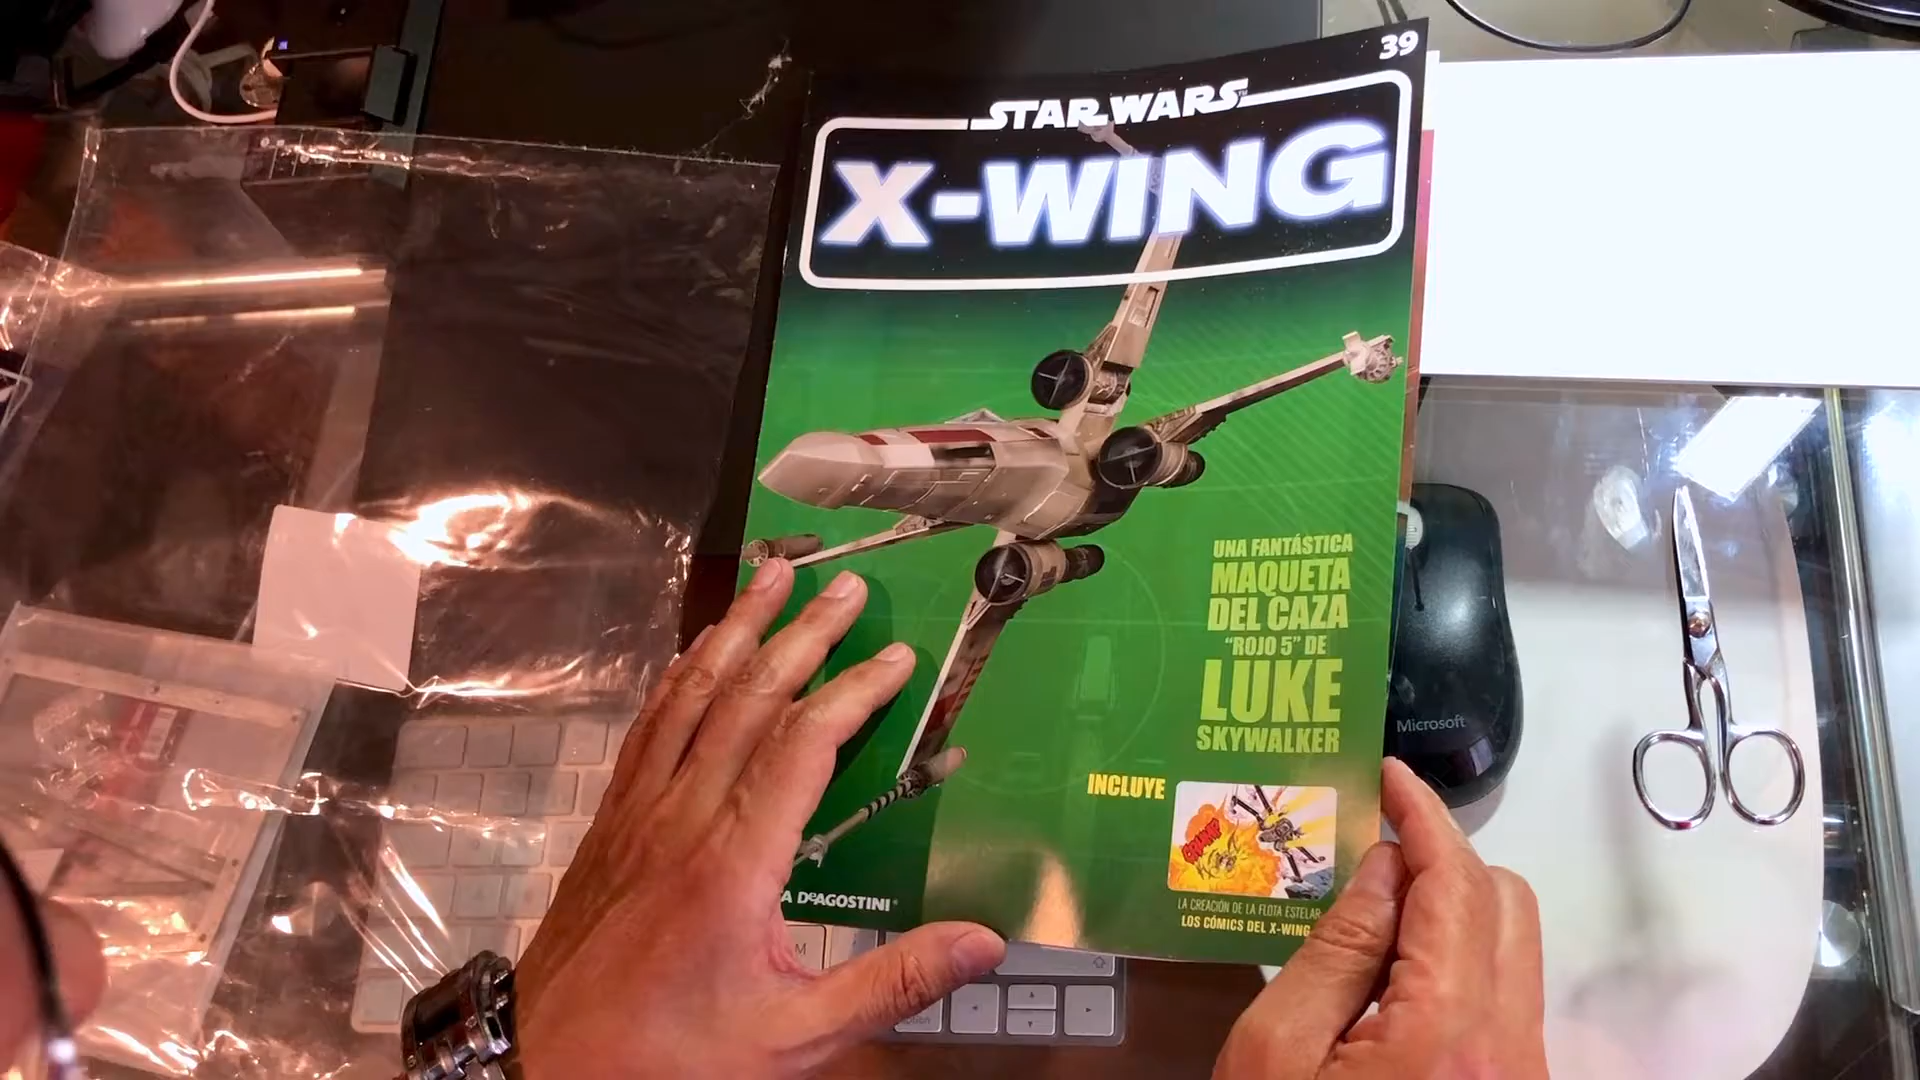 39
STAR WARS
X-WING
UNA FANTÁSTICA
MAQUETA
DEL CAZA
"ROJO 5" DE
LUKE
SKYWALKER
INCLUYE
CRUMP
LA CREACIÓN DE LA FLOTA ESTELAR
LOS CÓMICS DEL X-WING
DeAGOSTINI
Microsoft
M